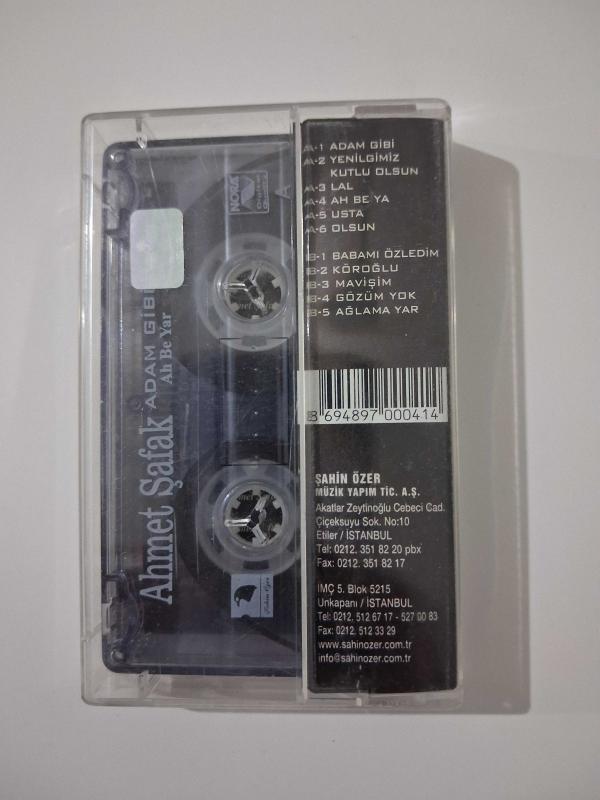 A-1 ADAM GİBİ
A-2 YENİLGİMİZ
KUTLU OLSUN
A-3 LAL
A-4 AH BE YA
A-5 USTA
A-6 OLSUN
B-1 BABAMI ÖZLEDİM
B-2 KÖROĞLU
B-3 MAVİŞİM
B-4 GÖZÜM YOK
B-5 AĞLAMA YAR
8 694897 000414
ŞAHİN ÖZER
MÜZİK YAPIM TİC. A.Ş.
Akatlar Zeytinoğlu Cebeci Cad.
Çiçeksuyu Sok. No:10
Etiler / İSTANBUL
Tel: 0212. 351 82 20 pbx
Fax: 0212. 351 82 17
İMÇ 5. Blok 5215
Unkapanı / İSTANBUL
Tel: 0212. 512 67 17 - 527 00 83
Fax: 0212. 512 33 29
www.sahinozer.com.tr
info@sahinozer.com.tr
Ahmet Şafak
ADAM GİBİ
Ah Be Yar
A
NORA
Şahin Özer